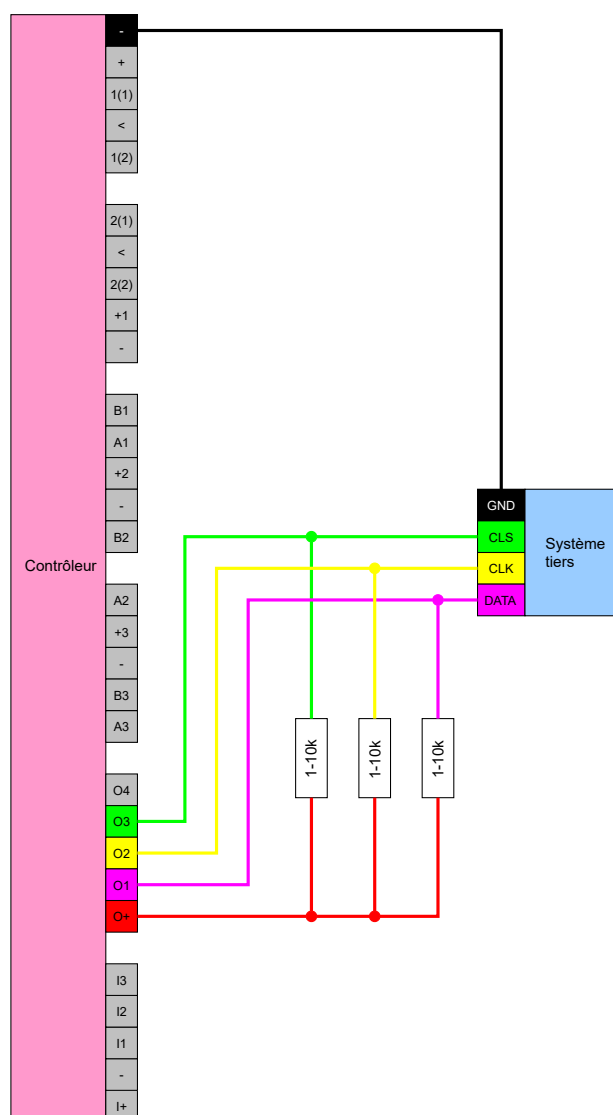 -
+
1(1)
<
1(2)
2(1)
<
2(2)
+1
-
B1
A1
+2
-
B2
Contrôleur
A2
+3
-
B3
A3
O4
O3
O2
O1
O+
I3
I2
I1
-
I+
GND
CLS
CLK
DATA
Système
tiers
1-10k
1-10k
1-10k